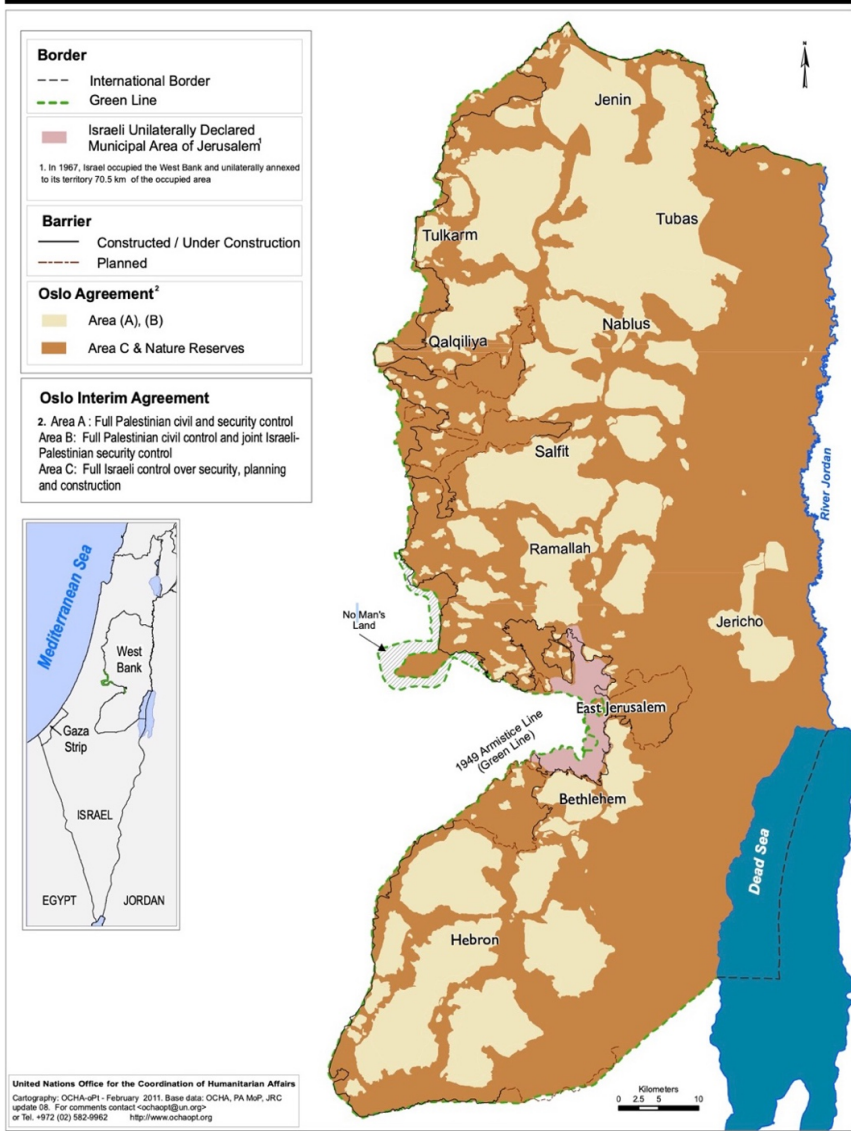 Border
International Border
Green Line
Israeli Unilaterally Declared
Municipal Area of Jerusalem¹
1. In 1967, Israel occupied the West Bank and unilaterally annexed
to its territory 70.5 km of the occupied area
Barrier
Constructed / Under Construction
Planned
Oslo Agreement²
Area (A), (B)
Area C & Nature Reserves
Oslo Interim Agreement
2. Area A : Full Palestinian civil and security control
Area B: Full Palestinian civil control and joint Israeli-
Palestinian security control
Area C: Full Israeli control over security, planning
and construction
Mediterranean Sea
West
Bank
Gaza
Strip
ISRAEL
EGYPT
JORDAN
Jenin
Tubas
Tulkarm
Nablus
Qalqiliya
Salfit
River Jordan
Ramallah
No Man's
Land
Jericho
East Jerusalem
1949 Armistice Line
(Green Line)
Bethlehem
Dead Sea
Hebron
United Nations Office for the Coordination of Humanitarian Affairs
Cartography: OCHA-oPt - February 2011. Base data: OCHA, PA MoP, JRC
update 08. For comments contact <ochaopt@un.org>
or Tel. +972 (02) 582-9962 http://www.ochaopt.org
Kilometers
0 2.5 5 10